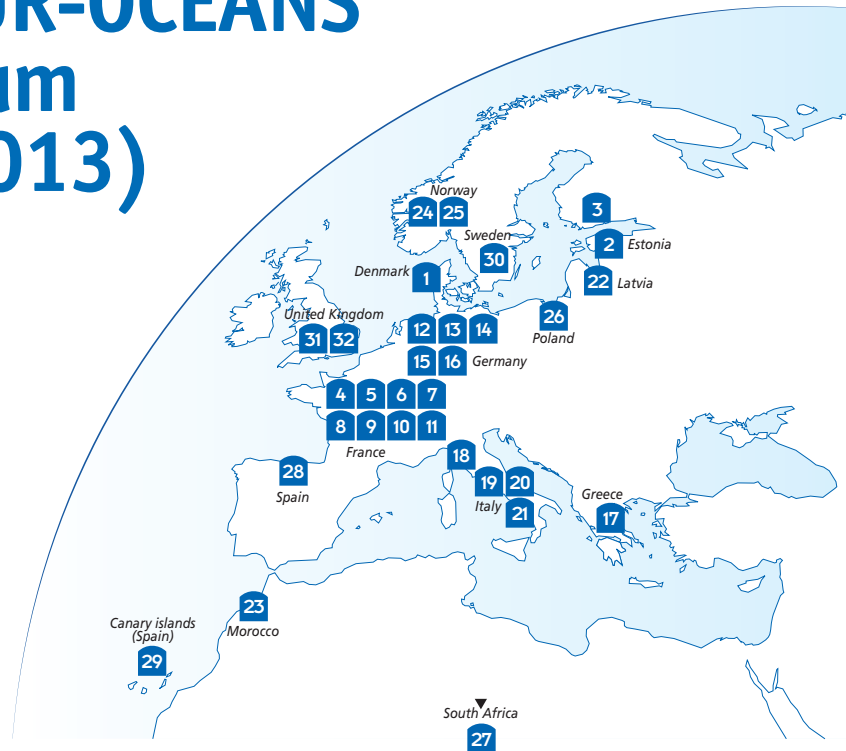 UR-OCEANS
um
013)
Norway
24 25
3
Sweden
30
2 Estonia
Denmark 1
22 Latvia
United Kingdom
31 32
12 13 14
26
Poland
15 16 Germany
4 5 6 7
8 9 10 11
France
18
28
Spain
19 20
Italy 21
Greece
17
23
Morocco
Canary islands
(Spain)
29
South Africa
27